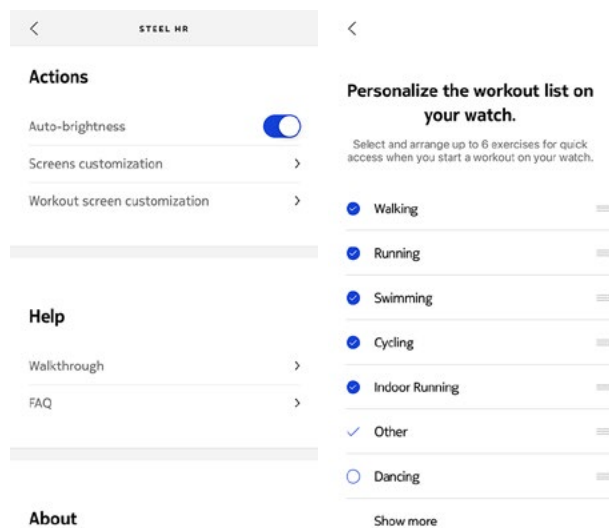 STEEL HR
Actions
Auto-brightness
Screens customization
Workout screen customization
Help
Walkthrough
FAQ
About
Personalize the workout list on
your watch.
Select and arrange up to 6 exercises for quick
access when you start a workout on your watch.
Walking
Running
Swimming
Cycling
Indoor Running
Other
Dancing
Show more